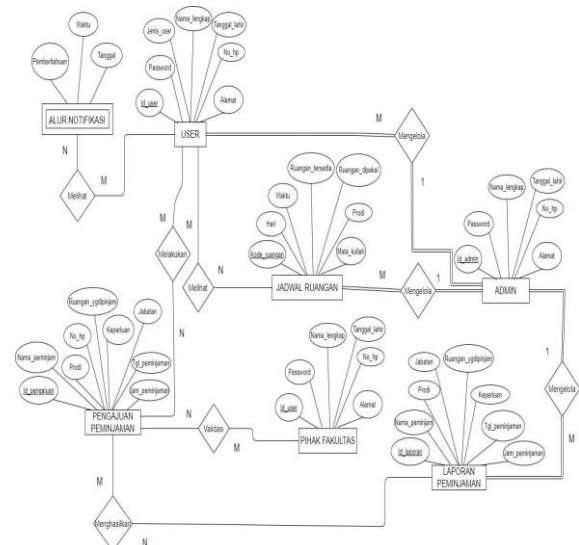 Pemberitahuan
Waktu
Tanggal
ALUR NOTIFIKASI
N
Melihat
M
Jenis_user
Nama_lengkap
Tanggal_lahir
No_hp
Password
Id_user
Alamat
USER
M
Mengelola
1
Nama_lengkap
Tanggal_lahir
No_hp
Password
Id_admin
Alamat
ADMIN
M
Melakukan
N
M
Melihat
N
Ruangan_tersedia
Ruangan_dipakai
Waktu
Hari
Prodi
Kode_ruangan
Mata_kuliah
JADWAL RUANGAN
M
Mengelola
1
Ruangan_ygdipinjam
Jabatan
No_hp
Keperluan
Nama_peminjam
Prodi
Tgl_peminjaman
Id_pengajuan
Jam_peminjaman
PENGAJUAN
PEMINJAMAN
N
Validasi
M
Nama_lengkap
Tanggal_lahir
No_hp
Password
Id_user
Alamat
PIHAK FAKULTAS
1
Mengelola
M
Jabatan
Ruangan_ygdipinjam
Prodi
Keperluan
Nama_peminjam
Tgl_peminjaman
Id_laporan
Jam_peminjaman
LAPORAN
PEMINJAMAN
M
Menghasilkan
N